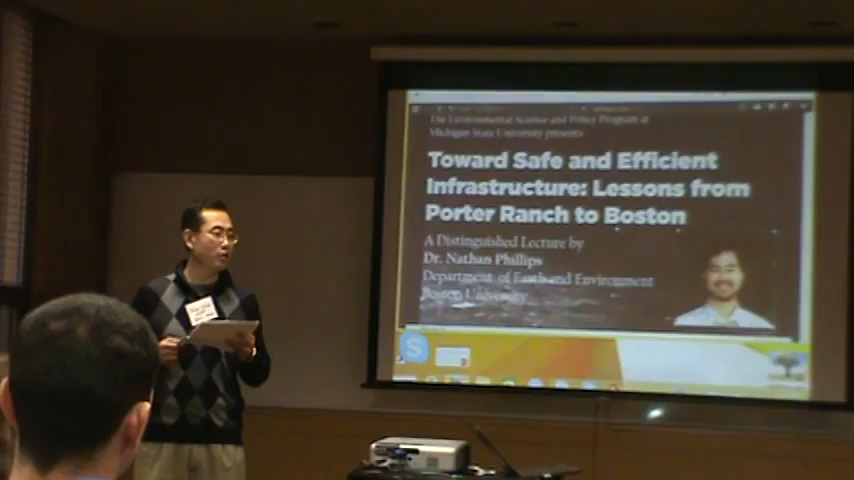 The Environmental Science and Policy Program at
Michigan State University presents
Toward Safe and Efficient
Infrastructure: Lessons from
Porter Ranch to Boston
A Distinguished Lecture by
Dr. Nathan Phillips
Department of Earth and Environment
Boston University
S